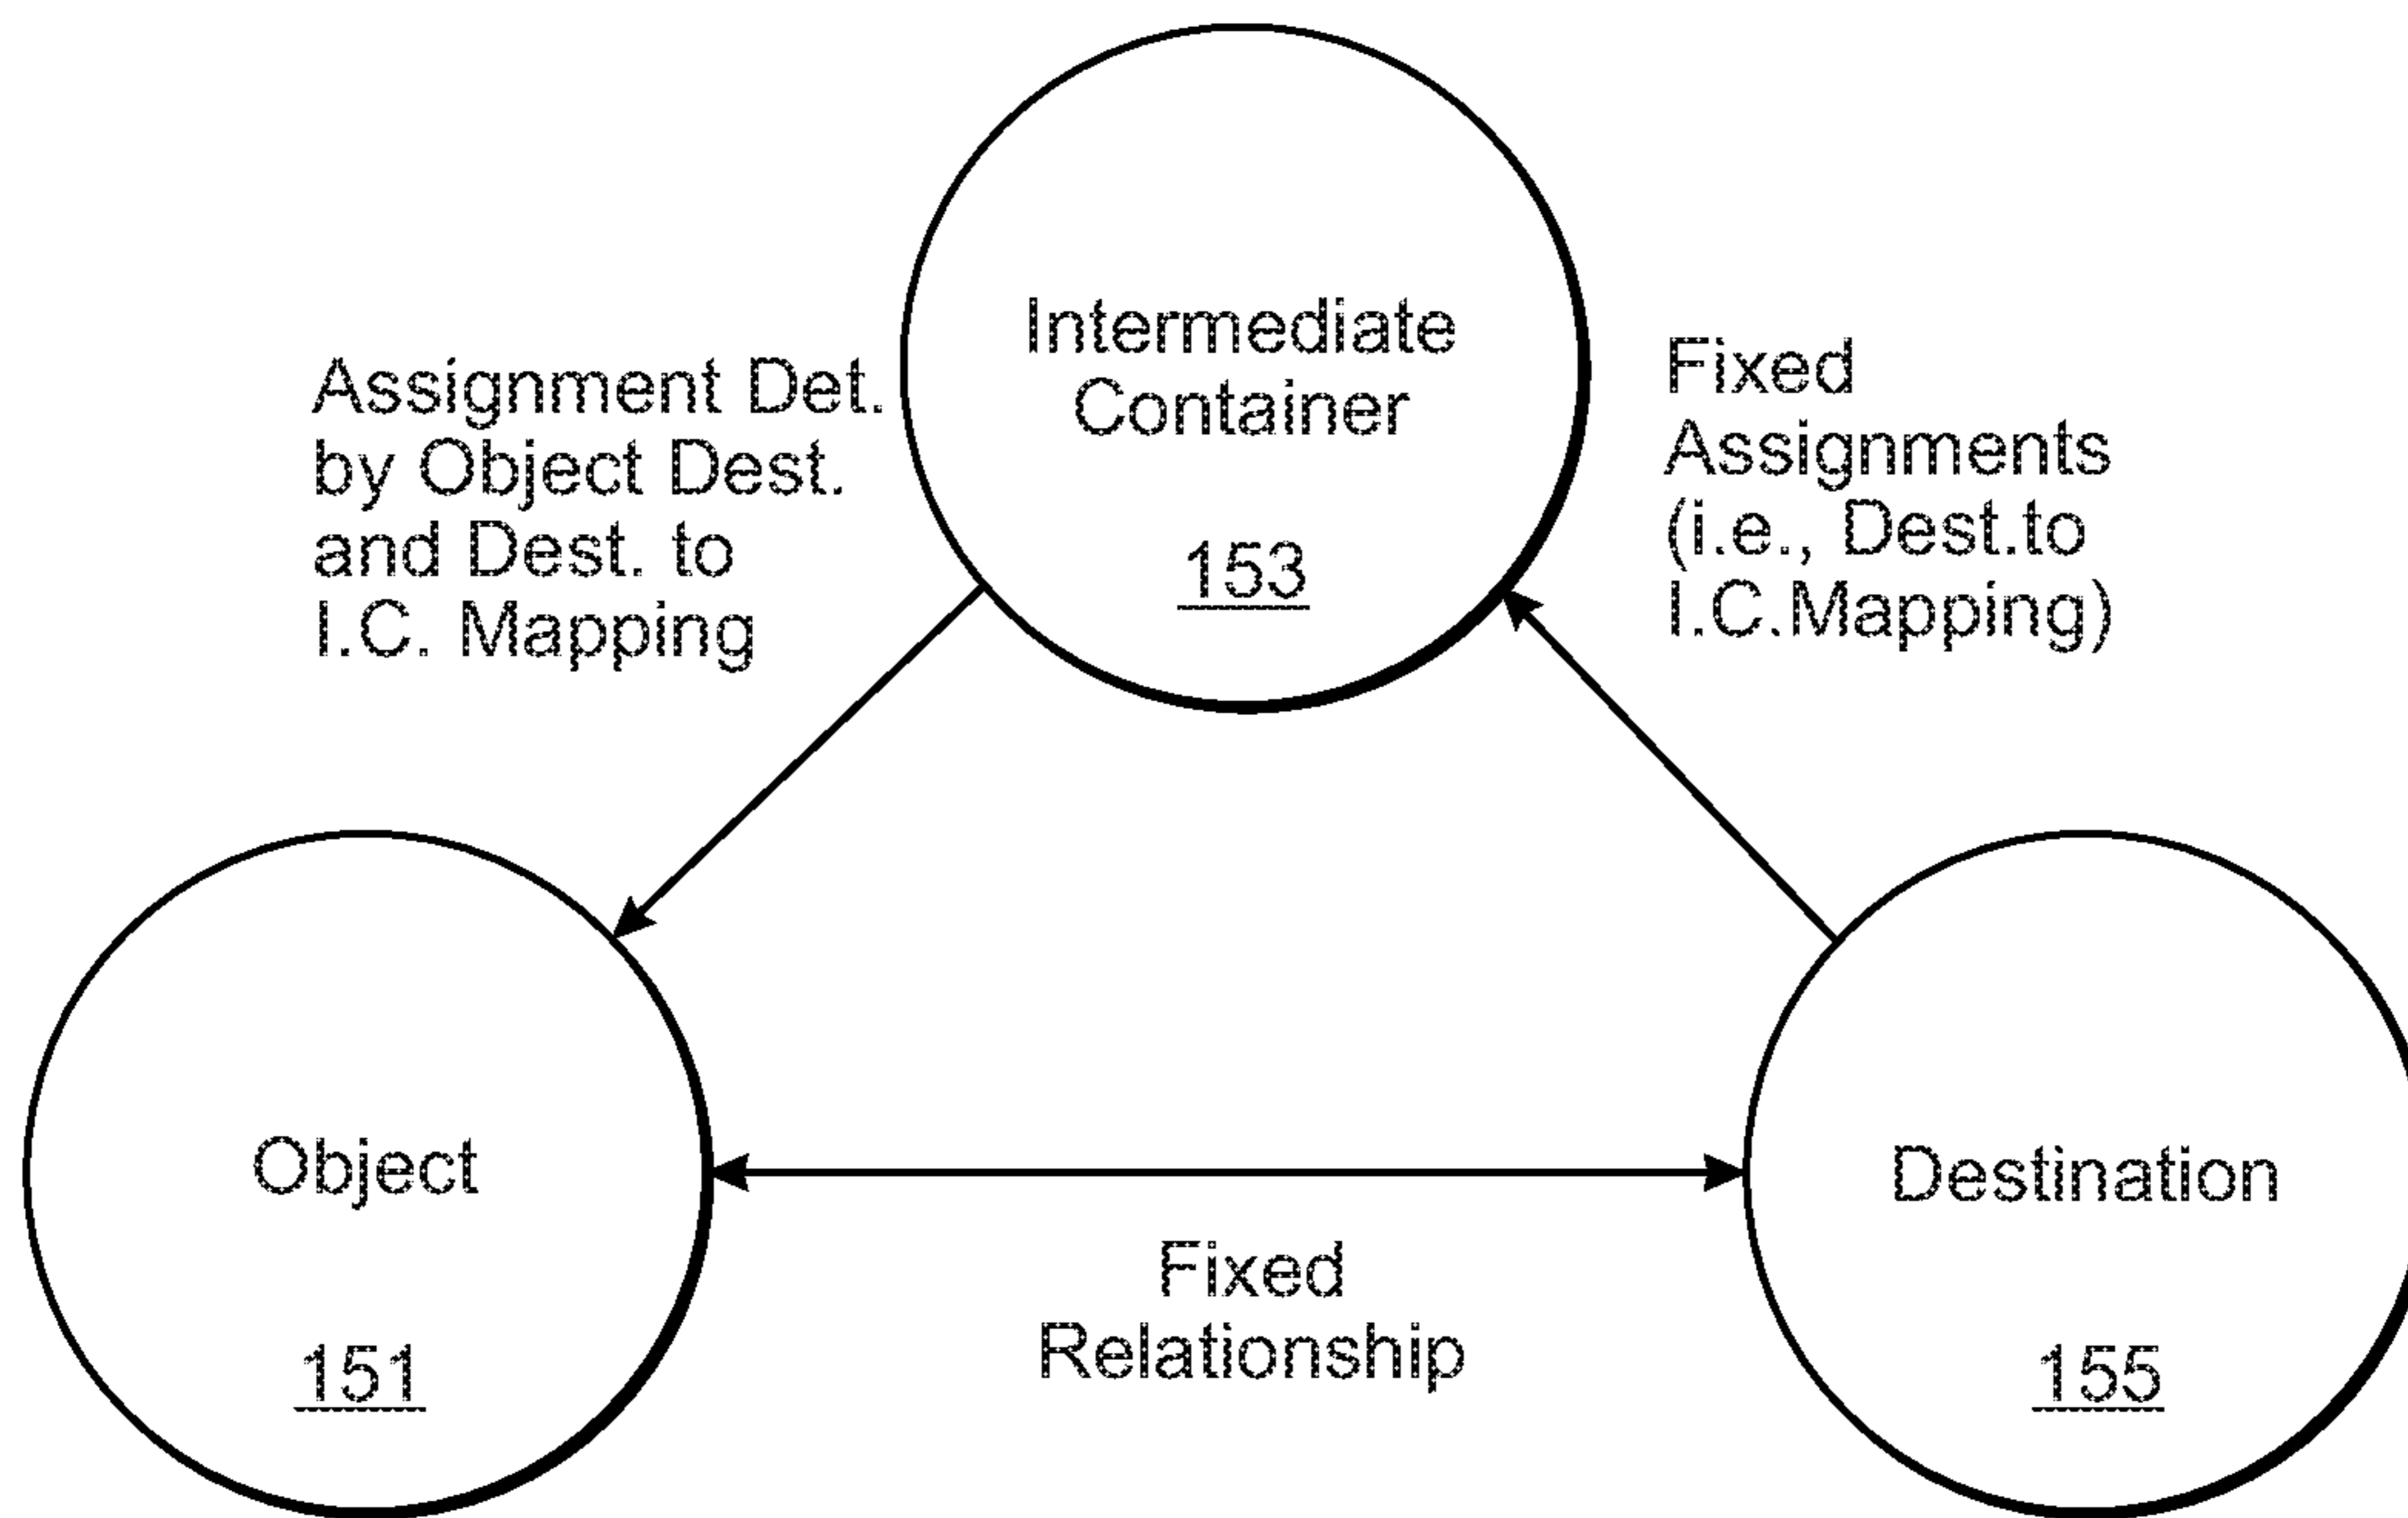 Intermediate
Container
153
Assignment Det.
by Object Dest.
and Dest. to
I.C. Mapping
Fixed
Assignments
(i.e., Dest.to
I.C.Mapping)
Object
151
Fixed
Relationship
Destination
155